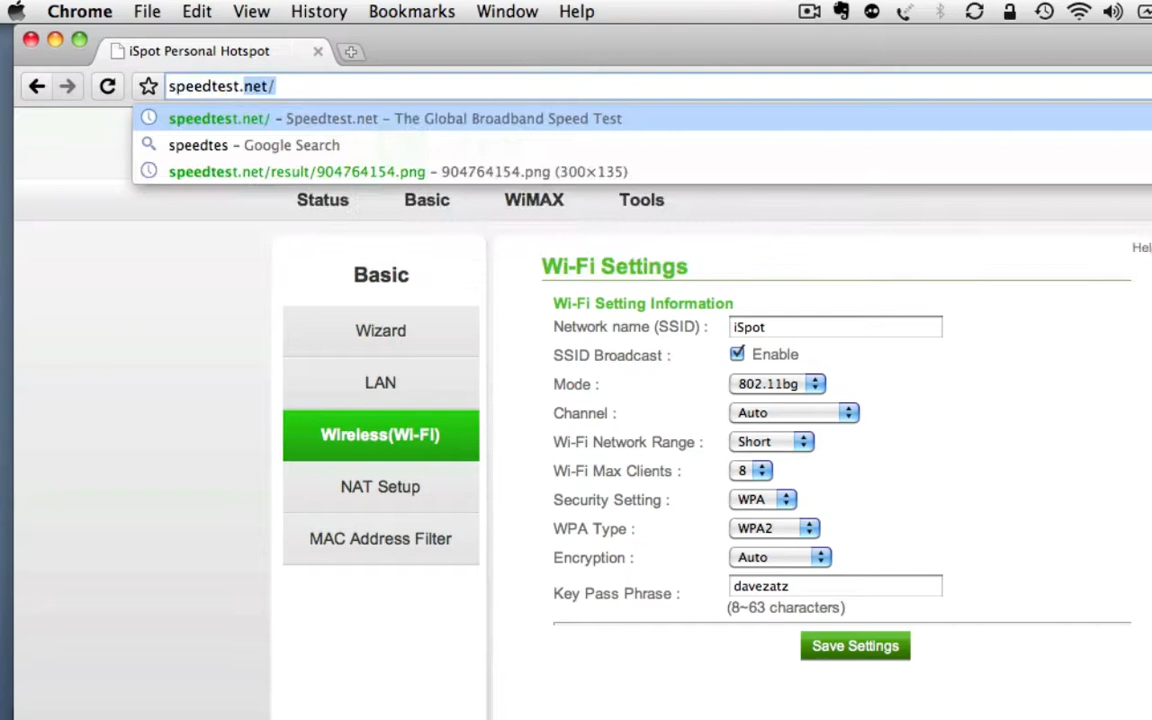 Chrome File Edit View History Bookmarks Window Help
iSpot Personal Hotspot
speedtest.net/
speedtest.net/ – Speedtest.net – The Global Broadband Speed Test
speedtes – Google Search
speedtest.net/result/904764154.png – 904764154.png (300×135)
Status Basic WiMAX Tools
Hel
Basic
Wizard
LAN
Wireless(Wi-Fi)
NAT Setup
MAC Address Filter
Wi-Fi Settings
Wi-Fi Setting Information
Network name (SSID) : iSpot
SSID Broadcast : Enable
Mode : 802.11bg
Channel : Auto
Wi-Fi Network Range : Short
Wi-Fi Max Clients : 8
Security Setting : WPA
WPA Type : WPA2
Encryption : Auto
Key Pass Phrase : davezatz
(8~63 characters)
Save Settings